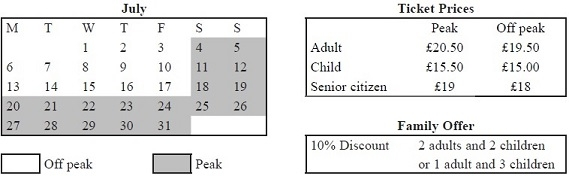 July
M T W T F S S
1 2 3 4 5
6 7 8 9 10 11 12
13 14 15 16 17 18 19
20 21 22 23 24 25 26
27 28 29 30 31
Off peak Peak
Ticket Prices
Peak Off peak
Adult £20.50 £19.50
Child £15.50 £15.00
Senior citizen £19 £18
Family Offer
10% Discount 2 adults and 2 children
or 1 adult and 3 children